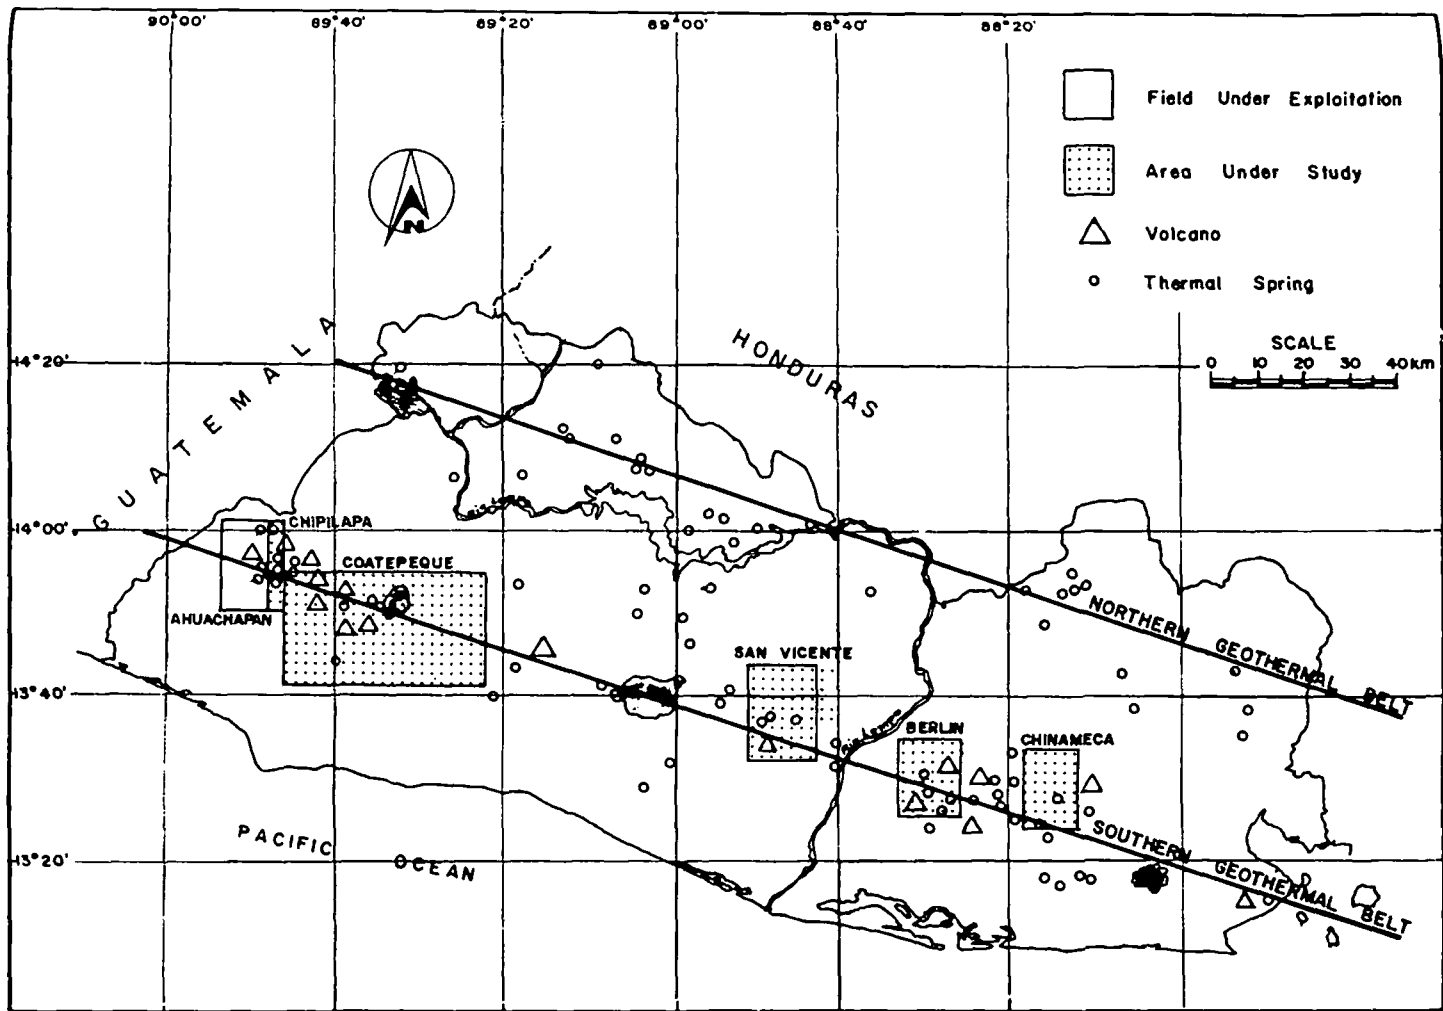 90°00' 89°40' 89°20' 89°00' 88°40' 88°20'
Field Under Exploitation
Area Under Study
Volcano
Thermal Spring
N
SCALE
0 10 20 30 40 km
GUATEMALA
HONDURAS
14°20'
14°00'
13°40'
13°20'
CHIPILAPA
COATEPEQUE
AHUACHAPAN
SAN VICENTE
BERLIN
CHINAMECA
NORTHERN GEOTHERMAL BELT
SOUTHERN GEOTHERMAL BELT
PACIFIC OCEAN